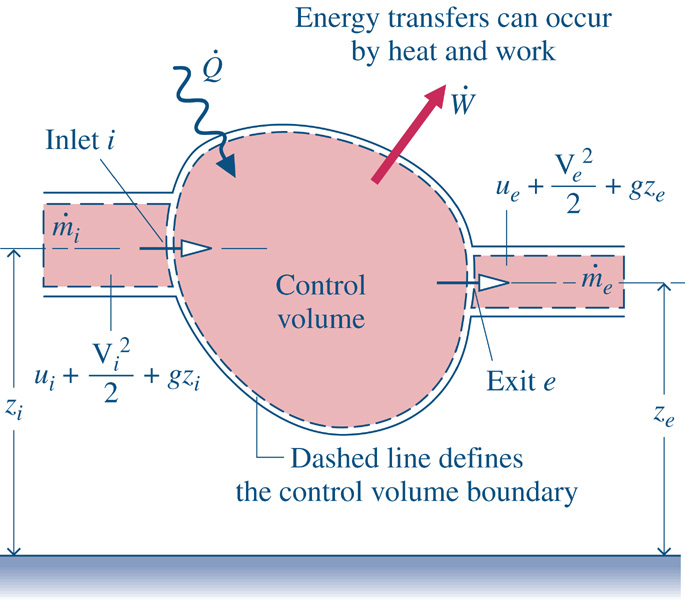 Energy transfers can occur
by heat and work
Q̇
Ẇ
Inlet i
ṁᵢ
uₑ + Vₑ²/2 + gzₑ
ṁₑ
Control
volume
uᵢ + Vᵢ²/2 + gzᵢ
Exit e
zᵢ
zₑ
Dashed line defines
the control volume boundary